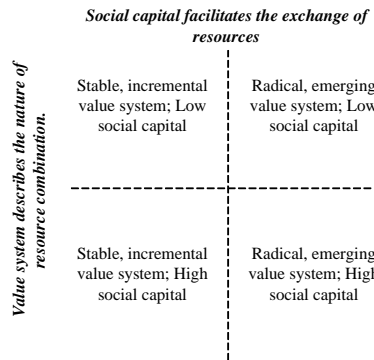 Social capital facilitates the exchange of
resources
Value system describes the nature of
resource combination.
Stable, incremental
value system; Low
social capital
Radical, emerging
value system; Low
social capital
Stable, incremental
value system; High
social capital
Radical, emerging
value system; High
social capital